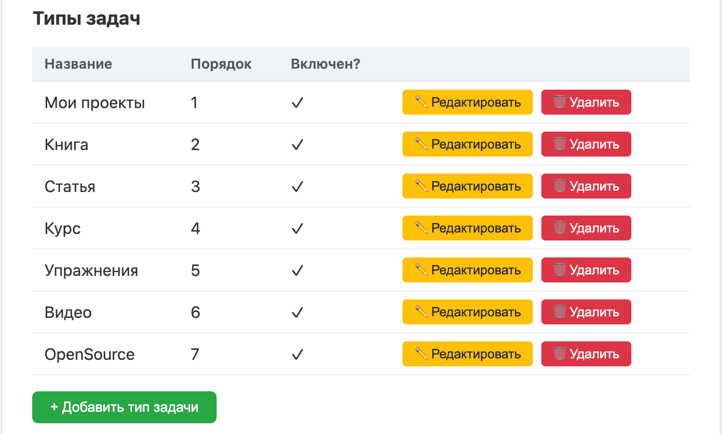 Типы задач
Название Порядок Включен?
Мои проекты 1 ✓ Редактировать Удалить
Книга 2 ✓ Редактировать Удалить
Статья 3 ✓ Редактировать Удалить
Курс 4 ✓ Редактировать Удалить
Упражнения 5 ✓ Редактировать Удалить
Видео 6 ✓ Редактировать Удалить
OpenSource 7 ✓ Редактировать Удалить
+ Добавить тип задачи